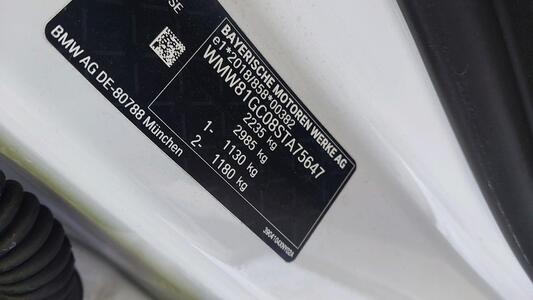 SE
BAYERISCHE MOTOREN WERKE AG
e1*2018/858*00382
WMW81GC08STA75647
2235 kg
2985 kg
1- 1130 kg
2- 1180 kg
BMW AG DE-80788 München